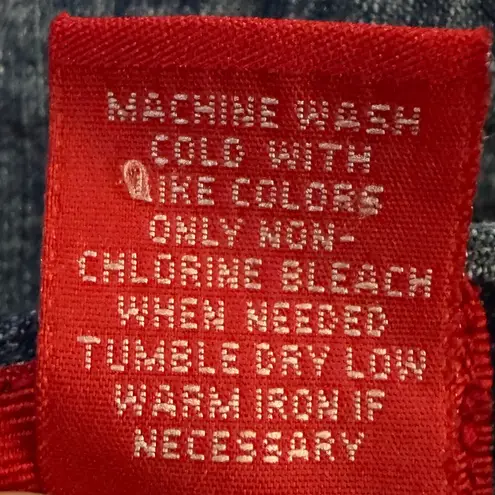 MACHINE WASH
COLD WITH
LIKE COLORS
ONLY NON-
CHLORINE BLEACH
WHEN NEEDED
TUMBLE DRY LOW
WARM IRON IF
NECESSARY